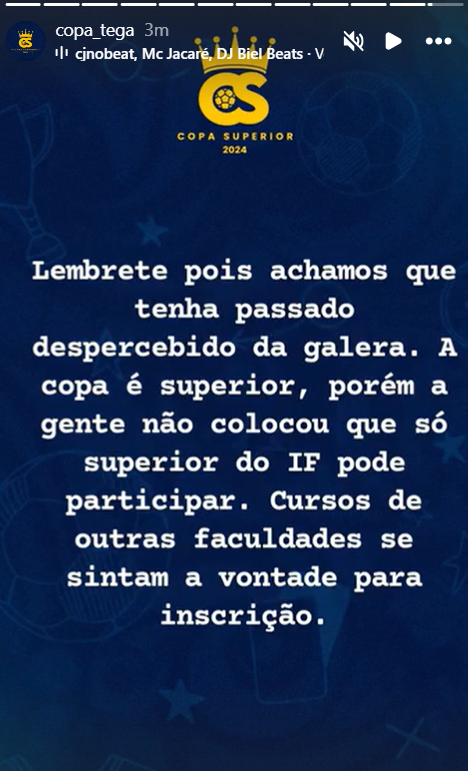 copa_tega 3m
cjnobeat, Mc Jacaré, DJ Biel Beats · V
CS
COPA SUPERIOR
2024
Lembrete pois achamos que
tenha passado
despercebido da galera. A
copa é superior, porém a
gente não colocou que só
superior do IF pode
participar. Cursos de
outras faculdades se
sintam a vontade para
inscrição.